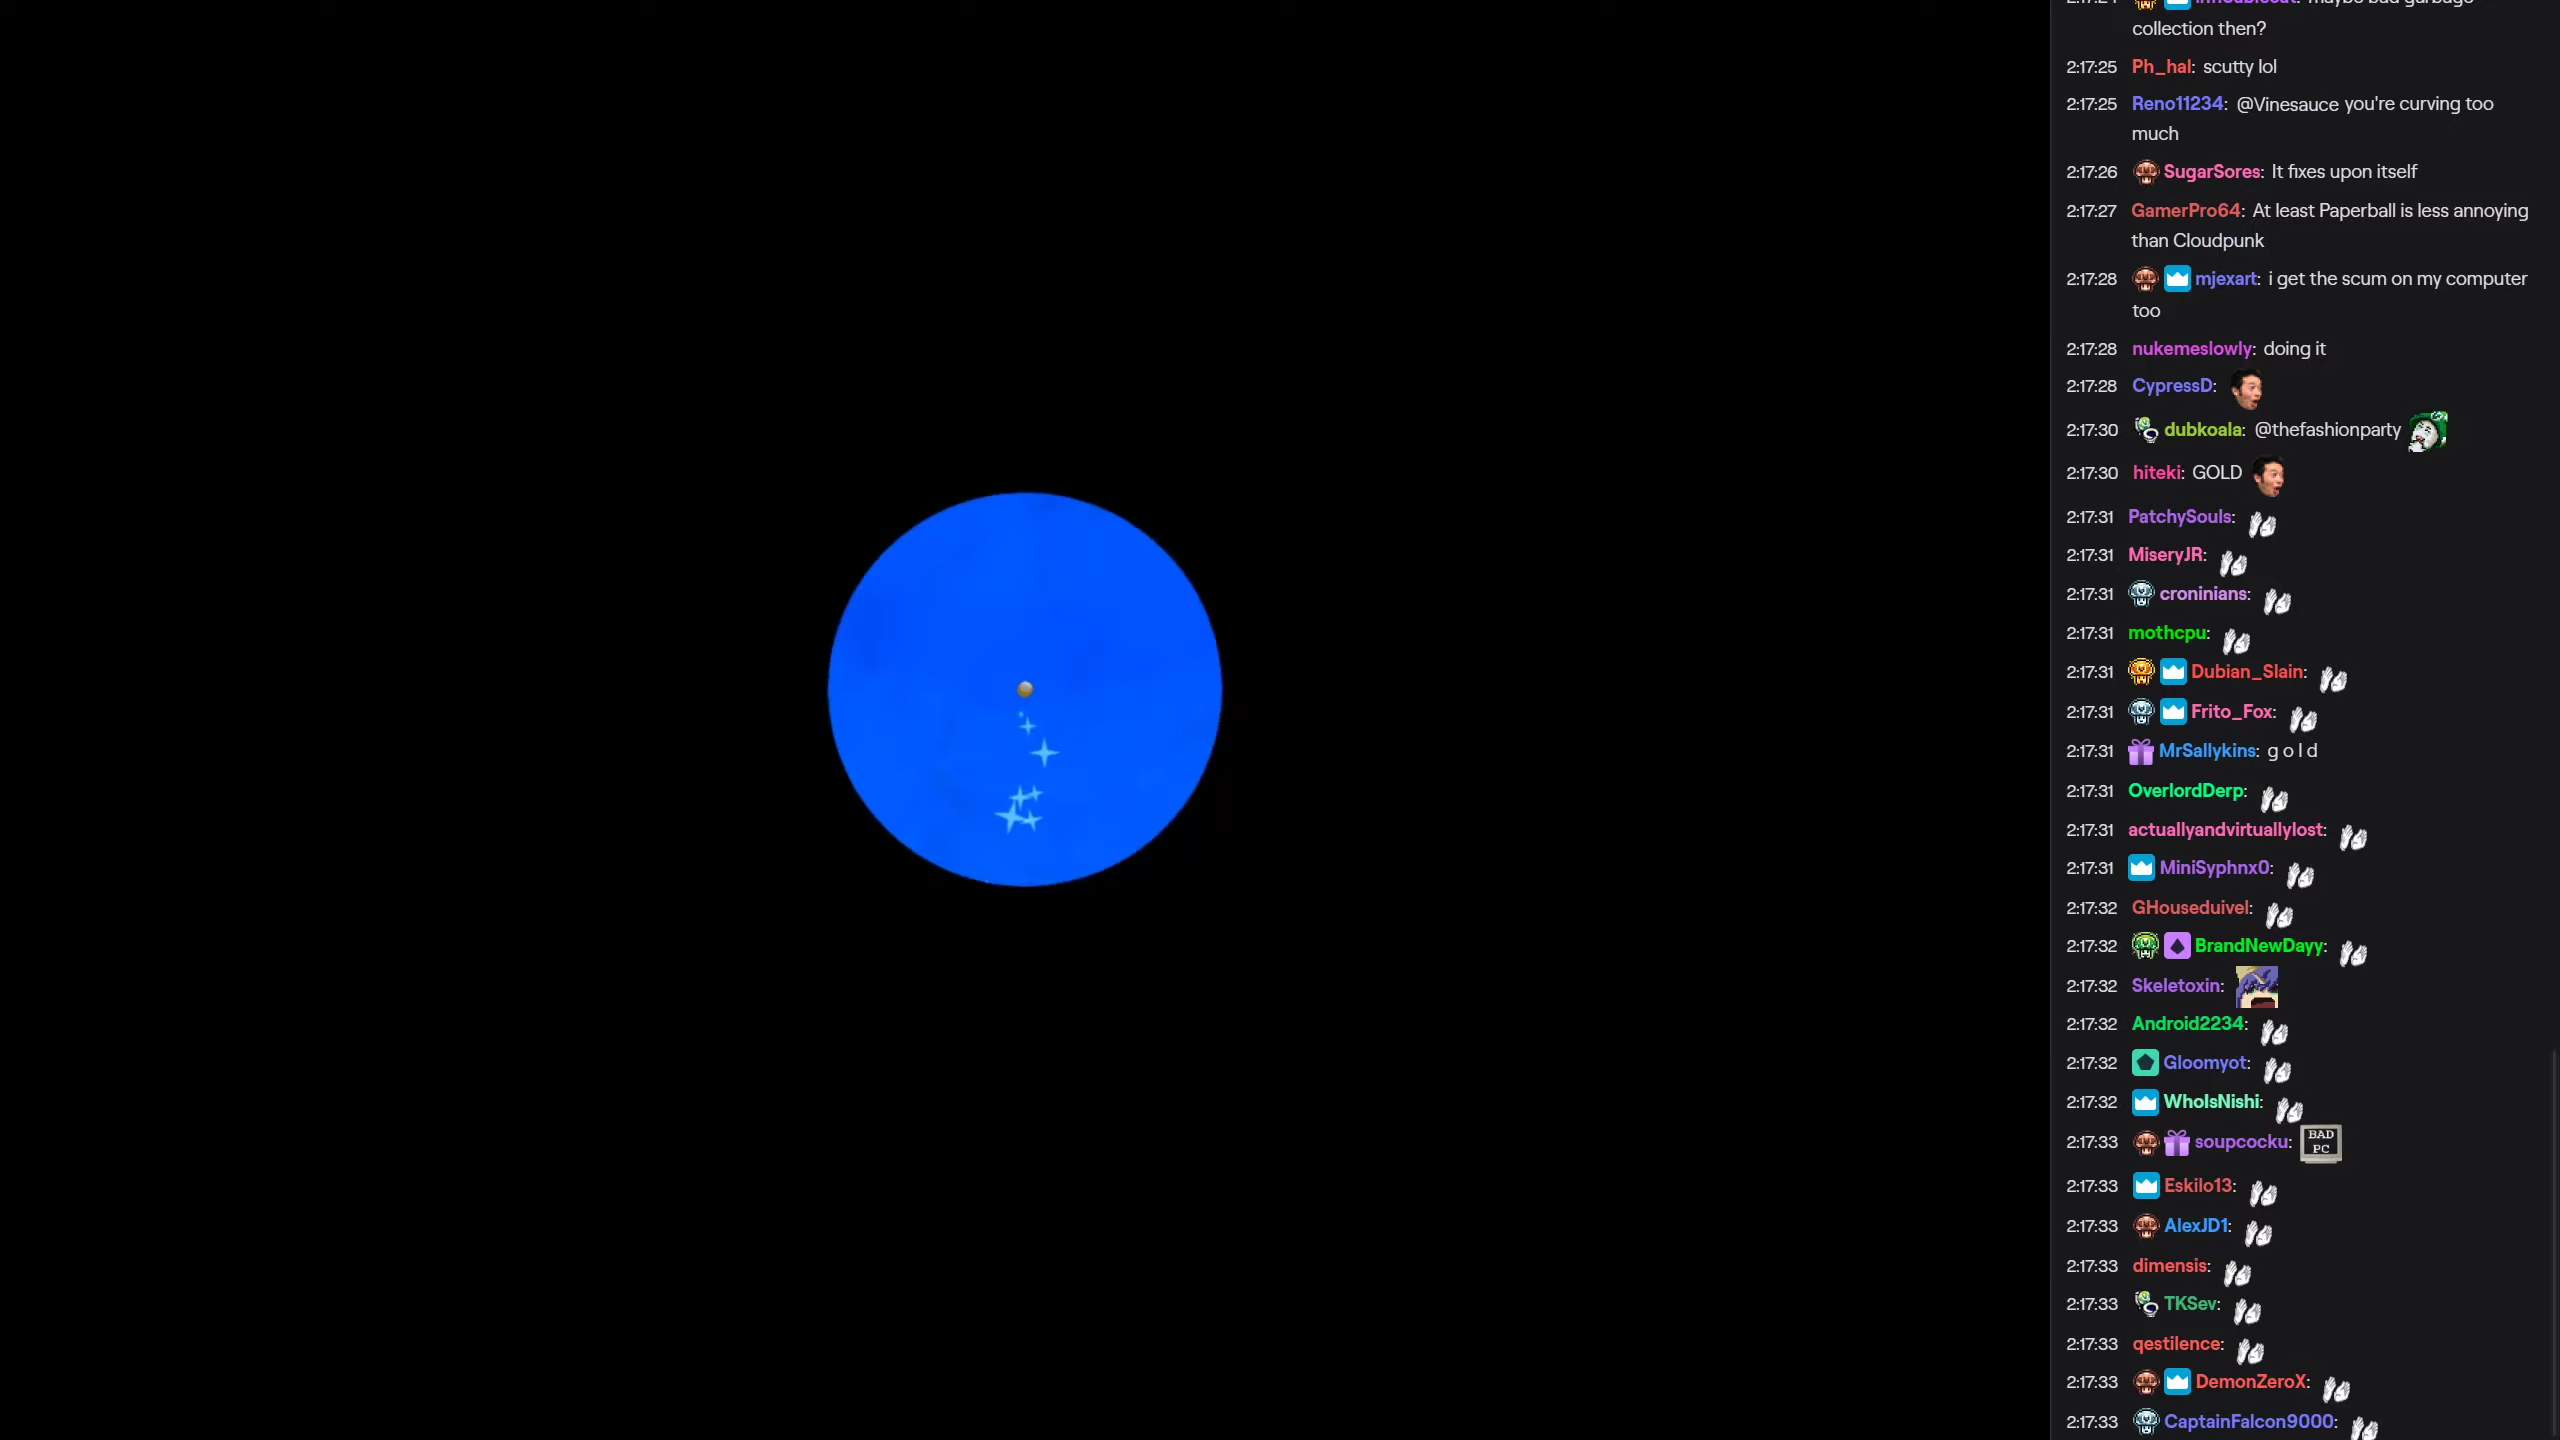 collection then?
2:17:25 Ph_hal: scutty lol
2:17:25 Reno11234: @Vinesauce you're curving too
much
2:17:26 SugarSores: It fixes upon itself
2:17:27 GamerPro64: At least Paperball is less annoying
than Cloudpunk
2:17:28 mjexart: i get the scum on my computer
too
2:17:28 nukemeslowly: doing it
2:17:28 CypressD:
2:17:30 dubkoala: @thefashionparty
2:17:30 hiteki: GOLD
2:17:31 PatchySouls:
2:17:31 MiseryJR:
2:17:31 croninians:
2:17:31 mothcpu:
2:17:31 Dubian_Slain:
2:17:31 Frito_Fox:
2:17:31 MrSallykins: g o l d
2:17:31 OverlordDerp:
2:17:31 actuallyandvirtuallylost:
2:17:31 MiniSyphnx0:
2:17:32 GHouseduivel:
2:17:32 BrandNewDayy:
2:17:32 Skeletoxin:
2:17:32 Android2234:
2:17:32 Gloomyot:
2:17:32 WhoIsNishi:
2:17:33 soupcocku: BAD
PC
2:17:33 Eskilo13:
2:17:33 AlexJD1:
2:17:33 dimensis:
2:17:33 TKSev:
2:17:33 qestilence:
2:17:33 DemonZeroX:
2:17:33 CaptainFalcon9000: